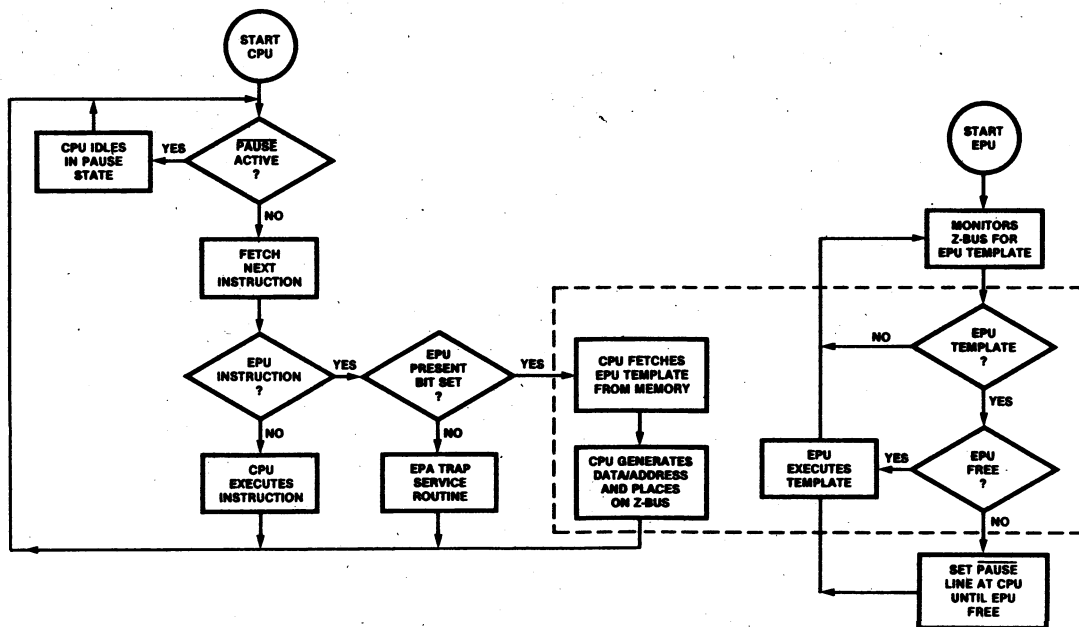 START
CPU
PAUSE
ACTIVE
?
YES
CPU IDLES
IN PAUSE
STATE
NO
FETCH
NEXT
INSTRUCTION
EPU
INSTRUCTION
?
YES
EPU
PRESENT
BIT SET
?
YES
NO
CPU
EXECUTES
INSTRUCTION
NO
EPA TRAP
SERVICE
ROUTINE
CPU FETCHES
EPU TEMPLATE
FROM MEMORY
CPU GENERATES
DATA/ADDRESS
AND PLACES
ON Z-BUS
START
EPU
MONITORS
Z-BUS FOR
EPU TEMPLATE
EPU
TEMPLATE
?
NO
YES
EPU
FREE
?
YES
EPU
EXECUTES
TEMPLATE
NO
SET PAUSE
LINE AT CPU
UNTIL EPU
FREE